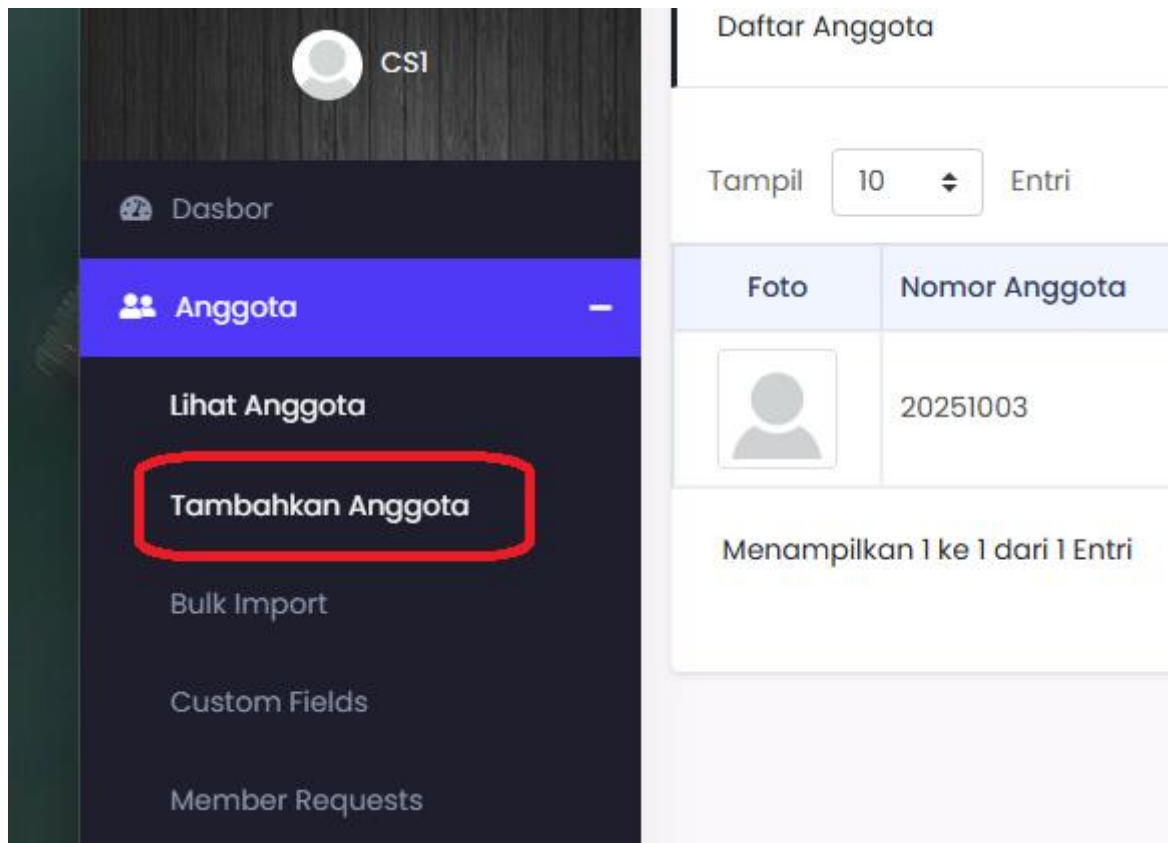 CS1
Dasbor
Anggota
Lihat Anggota
Tambahkan Anggota
Bulk Import
Custom Fields
Member Requests
Daftar Anggota
Tampil 10 Entri
Foto Nomor Anggota
20251003
Menampilkan 1 ke 1 dari 1 Entri